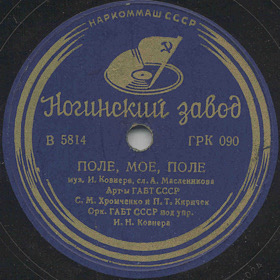 НАРКОММАШ СССР
Ногинский завод
В 5814 ГРК 090
ПОЛЕ, МОЕ, ПОЛЕ
муз. И. Ковнера, сл. А. Масленникова
Арт-ы ГАБТ СССР
С. М. Хромченко и П. Т. Киричек
Орк. ГАБТ СССР под упр.
И. Н. Ковнера